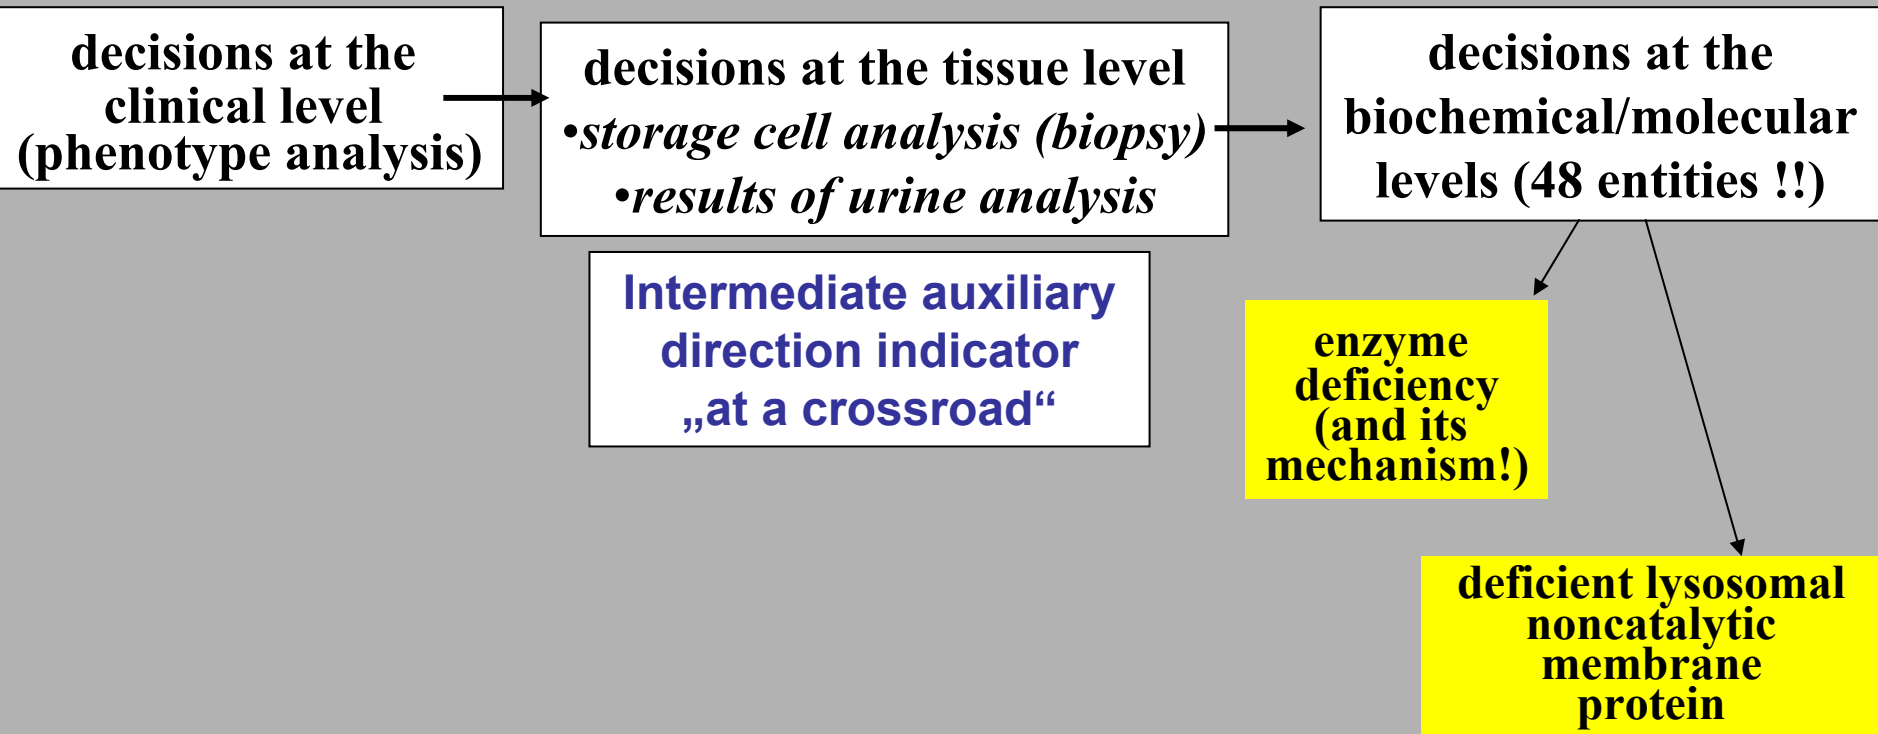 decisions at the
clinical level
(phenotype analysis)
decisions at the tissue level
•storage cell analysis (biopsy)
•results of urine analysis
decisions at the
biochemical/molecular
levels (48 entities !!)
Intermediate auxiliary
direction indicator
„at a crossroad“
enzyme
deficiency
(and its
mechanism!)
deficient lysosomal
noncatalytic
membrane
protein